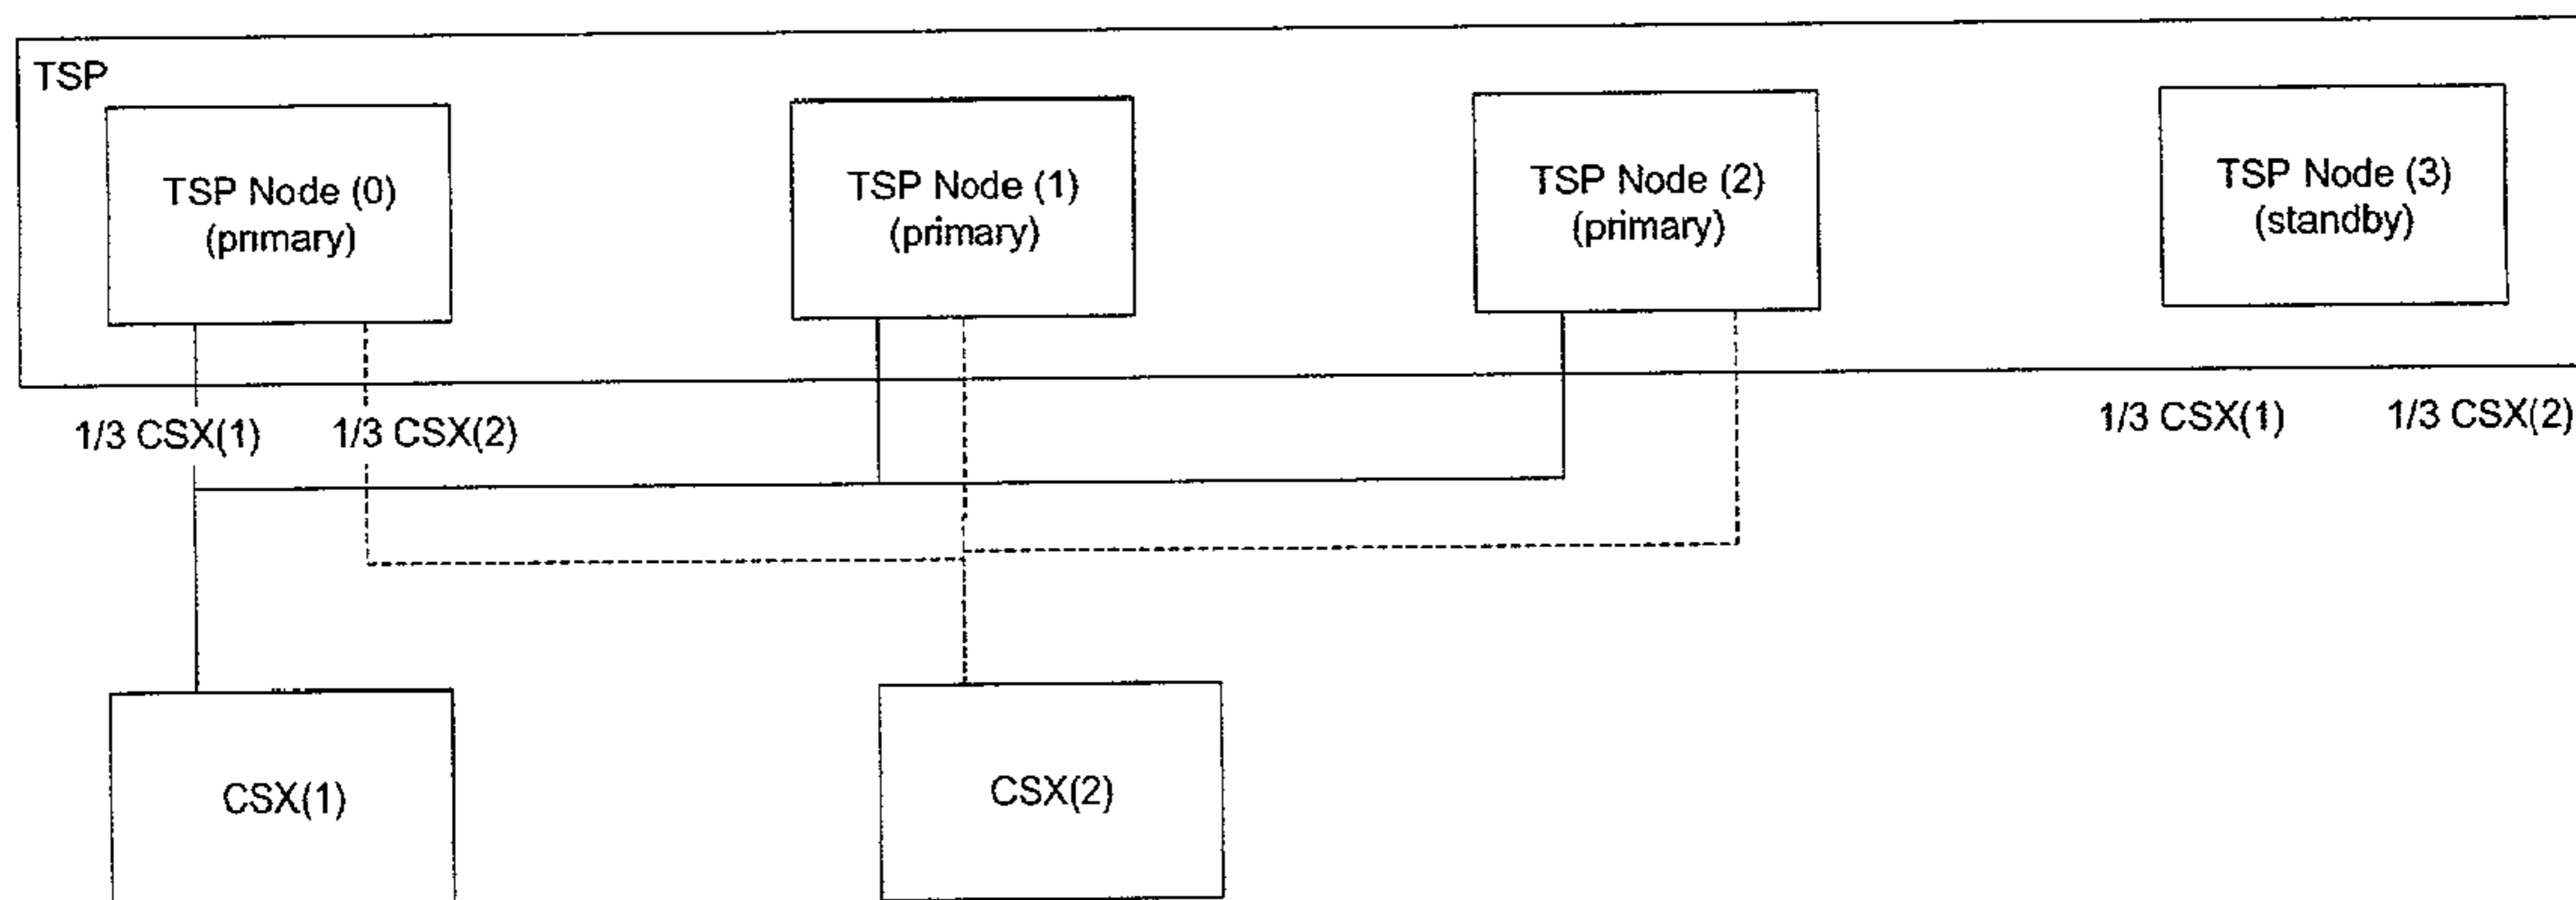 TSP
TSP Node (0)
(primary)
TSP Node (1)
(primary)
TSP Node (2)
(primary)
TSP Node (3)
(standby)
1/3 CSX(1)
1/3 CSX(2)
1/3 CSX(1)
1/3 CSX(2)
CSX(1)
CSX(2)